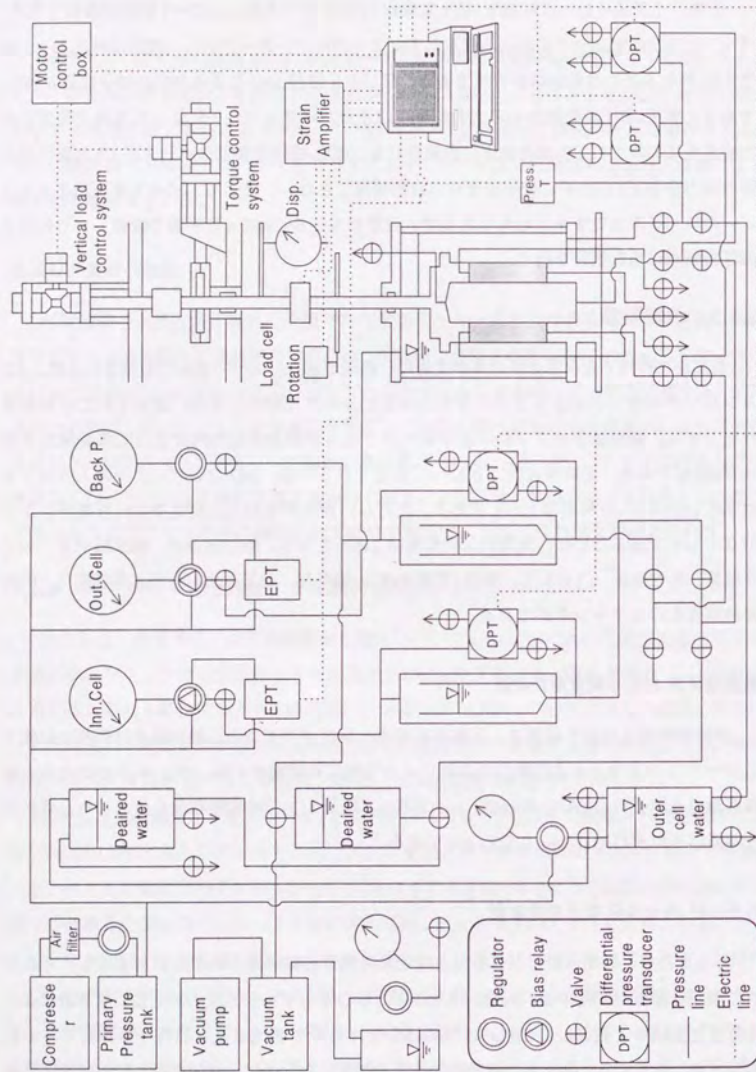 Motor
control
box
Vertical load
control system
Torque control
system
Strain
Amplifier
Disp.
Load cell
Rotation
Press.
T
DPT
DPT
Back P.
Out.Cell
Inn.Cell
EPT
EPT
DPT
DPT
Deaired
water
Deaired
water
Outer
cell
water
Air
filter
Compresse
Primary
Pressure
tank
Vacuum
pump
Vacuum
tank
Regulator
Bias relay
Valve
Differential
pressure
transducer
DPT
Pressure
line
Electric
line